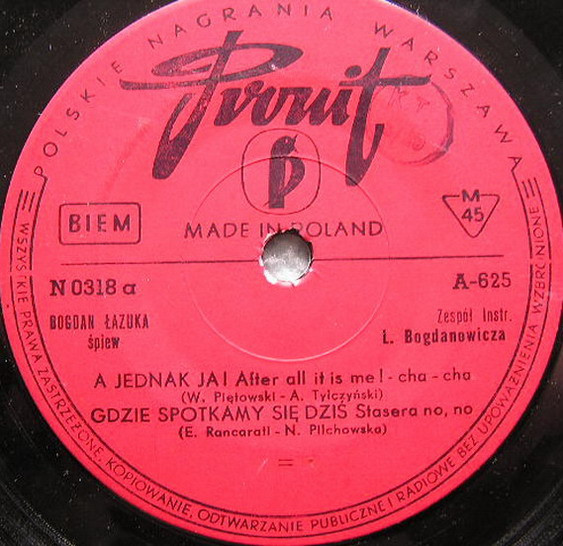 POLSKIE NAGRANIA WARSZAWA
Pronit
P
BIEM
MADE IN POLAND
M
45
N 0318 a
A-625
BOGDAN ŁAZUKA
śpiew
Zespół Instr.
Ł. Bogdanowicza
A JEDNAK JA! After all it is me! - cha - cha
(W. Piętowski - A. Tylczyński)
GDZIE SPOTKAMY SIĘ DZIŚ Stasera no, no
(E. Rancarati - N. Pilchowska)
WSZYSTKIE PRAWA ZASTRZEŻONE, KOPIOWANIE, ODTWARZANIE PUBLICZNE I RADIOWE BEZ UPOWAŻNIENIA WZBRONIONE